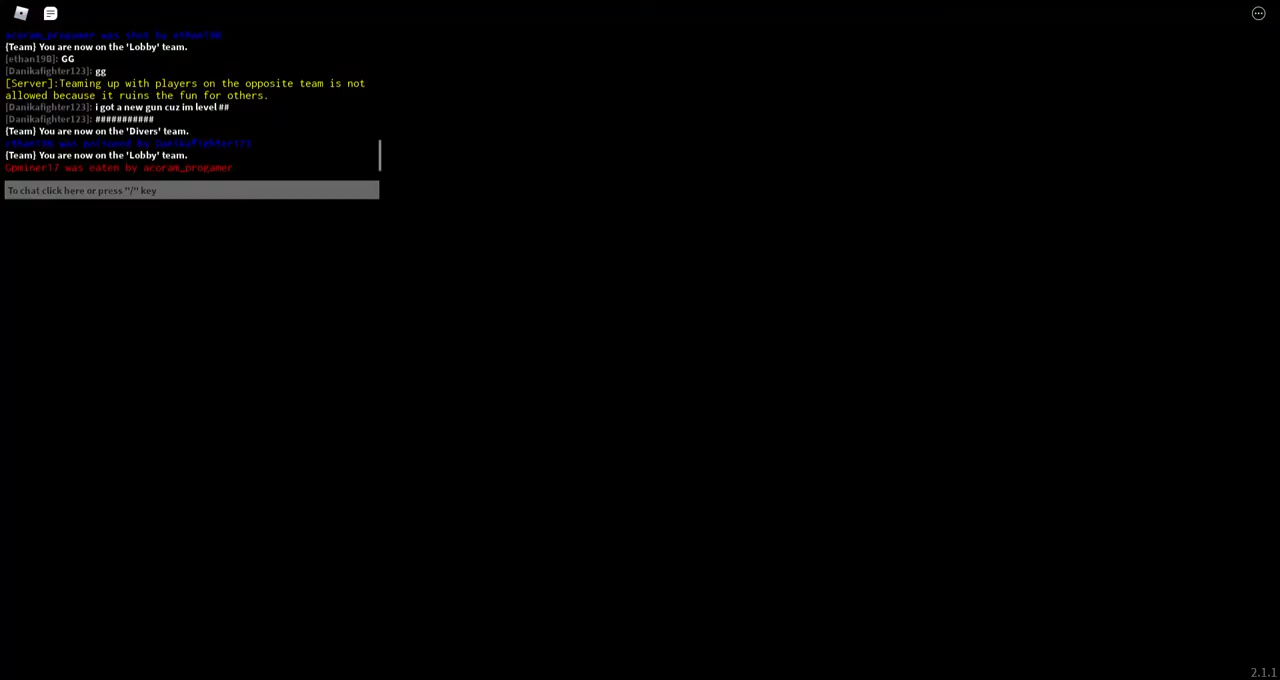 acoram_progamer was shot by ethan19B
{Team} You are now on the 'Lobby' team.
[ethan19B]: GG
[Danikafighter123]: gg
[Server]:Teaming up with players on the opposite team is not
allowed because it ruins the fun for others.
[Danikafighter123]: i got a new gun cuz im level ##
[Danikafighter123]: ###########
{Team} You are now on the 'Divers' team.
ethan19B was by Danikafighter123
{Team} You are now on the 'Lobby' team.
Gpminer17 was eaten by acoram_progamer
To chat click here or press "/" key
2.1.1